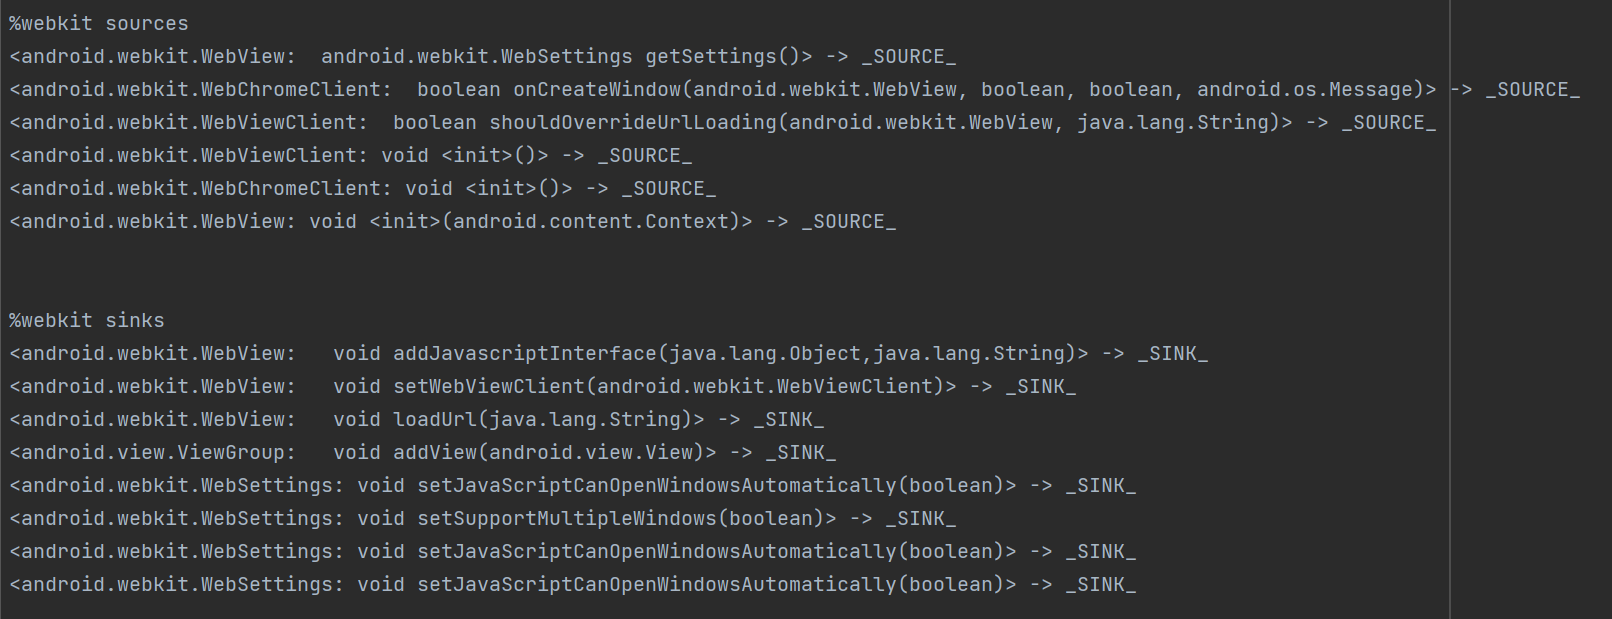 %webkit sources
<android.webkit.WebView:  android.webkit.WebSettings getSettings()> -> _SOURCE_
<android.webkit.WebChromeClient:  boolean onCreateWindow(android.webkit.WebView, boolean, boolean, android.os.Message)> -> _SOURCE_
<android.webkit.WebViewClient:  boolean shouldOverrideUrlLoading(android.webkit.WebView, java.lang.String)> -> _SOURCE_
<android.webkit.WebViewClient: void <init>()> -> _SOURCE_
<android.webkit.WebChromeClient: void <init>()> -> _SOURCE_
<android.webkit.WebView: void <init>(android.content.Context)> -> _SOURCE_
%webkit sinks
<android.webkit.WebView:   void addJavascriptInterface(java.lang.Object,java.lang.String)> -> _SINK_
<android.webkit.WebView:   void setWebViewClient(android.webkit.WebViewClient)> -> _SINK_
<android.webkit.WebView:   void loadUrl(java.lang.String)> -> _SINK_
<android.view.ViewGroup:   void addView(android.view.View)> -> _SINK_
<android.webkit.WebSettings: void setJavaScriptCanOpenWindowsAutomatically(boolean)> -> _SINK_
<android.webkit.WebSettings: void setSupportMultipleWindows(boolean)> -> _SINK_
<android.webkit.WebSettings: void setJavaScriptCanOpenWindowsAutomatically(boolean)> -> _SINK_
<android.webkit.WebSettings: void setJavaScriptCanOpenWindowsAutomatically(boolean)> -> _SINK_